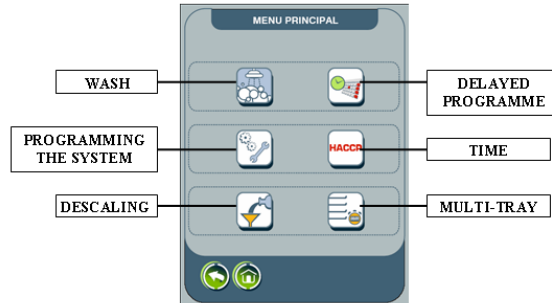 MENU PRINCIPAL
WASH
DELAYED
PROGRAMME
PROGRAMMING
THE SYSTEM
HACCP
TIME
DESCALING
MULTI-TRAY